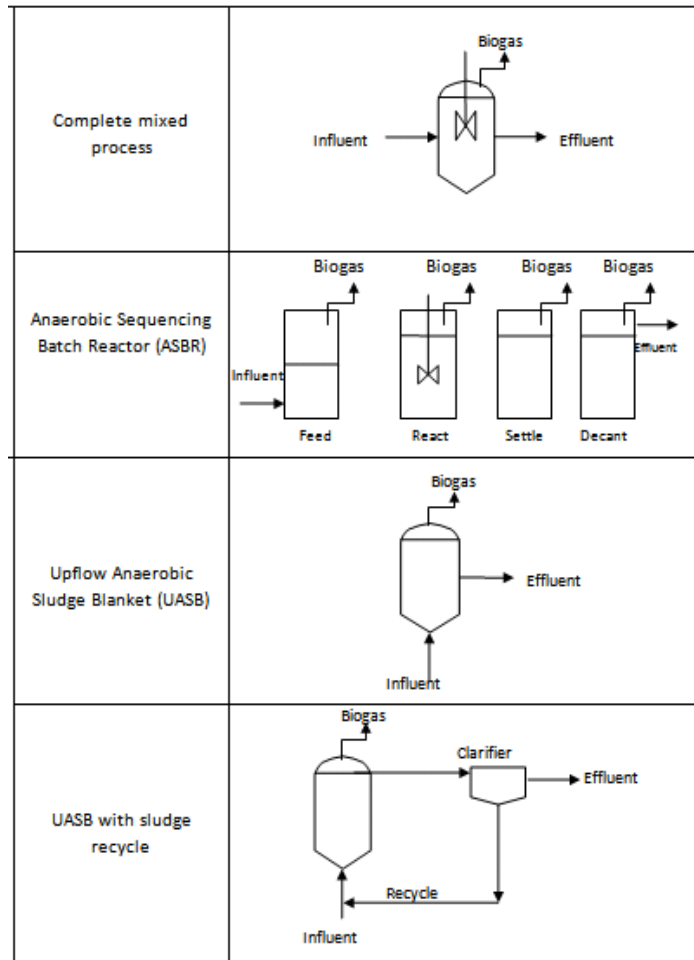 Biogas
Complete mixed
process
Influent
Effluent
Biogas
Biogas
Biogas
Biogas
Anaerobic Sequencing
Batch Reactor (ASBR)
Influent
Effluent
Feed
React
Settle
Decant
Biogas
Upflow Anaerobic
Sludge Blanket (UASB)
Effluent
Influent
Biogas
Clarifier
Effluent
UASB with sludge
recycle
Recycle
Influent